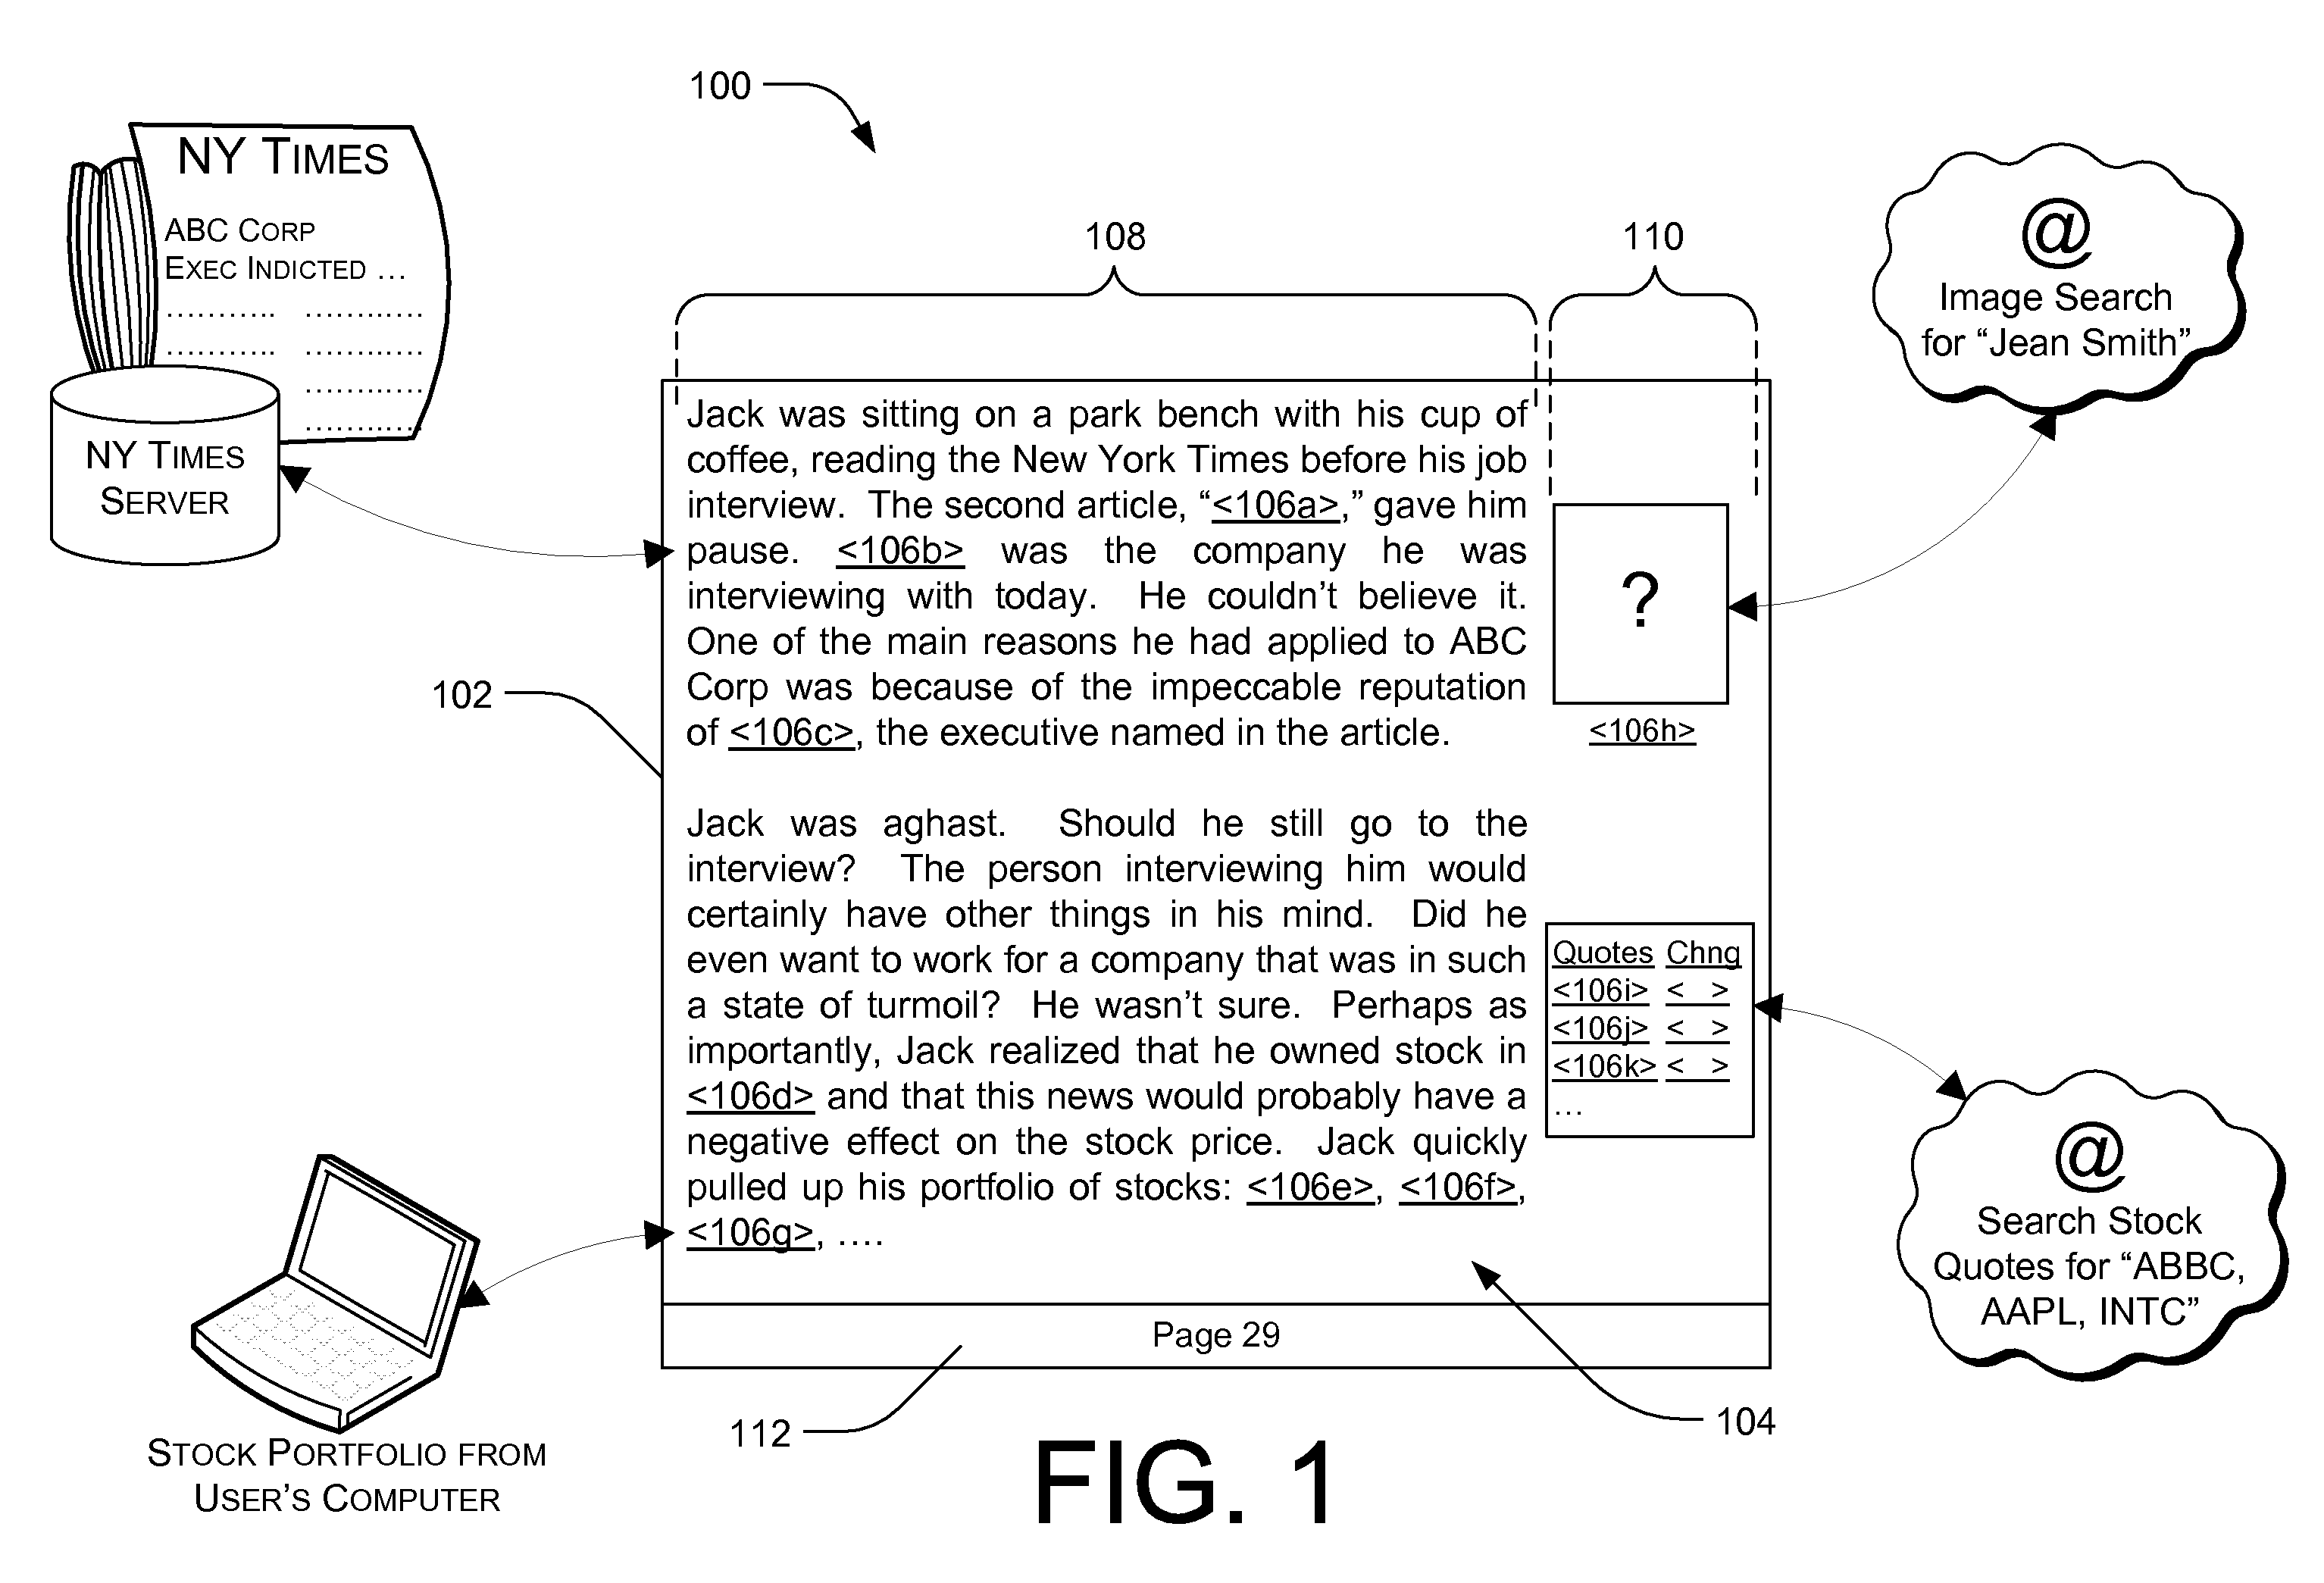 100
NY TIMES
ABC CORP
EXEC INDICTED ...
........... ............
........... ............
............
............
NY TIMES
SERVER
108
110
@
Image Search
for “Jean Smith”
Jack was sitting on a park bench with his cup of
coffee, reading the New York Times before his job
interview. The second article, “<106a>,” gave him
pause. <106b> was the company he was
interviewing with today. He couldn’t believe it.
One of the main reasons he had applied to ABC
Corp was because of the impeccable reputation
of <106c>, the executive named in the article.
?
<106h>
102
Jack was aghast. Should he still go to the
interview? The person interviewing him would
certainly have other things in his mind. Did he
even want to work for a company that was in such
a state of turmoil? He wasn’t sure. Perhaps as
importantly, Jack realized that he owned stock in
<106d> and that this news would probably have a
negative effect on the stock price. Jack quickly
pulled up his portfolio of stocks: <106e>, <106f>,
<106g>, ....
Quotes Chng
<106i> < >
<106j> < >
<106k> < >
...
@
Search Stock
Quotes for “ABBC,
AAPL, INTC”
Page 29
STOCK PORTFOLIO FROM
USER’S COMPUTER
112
104
FIG. 1